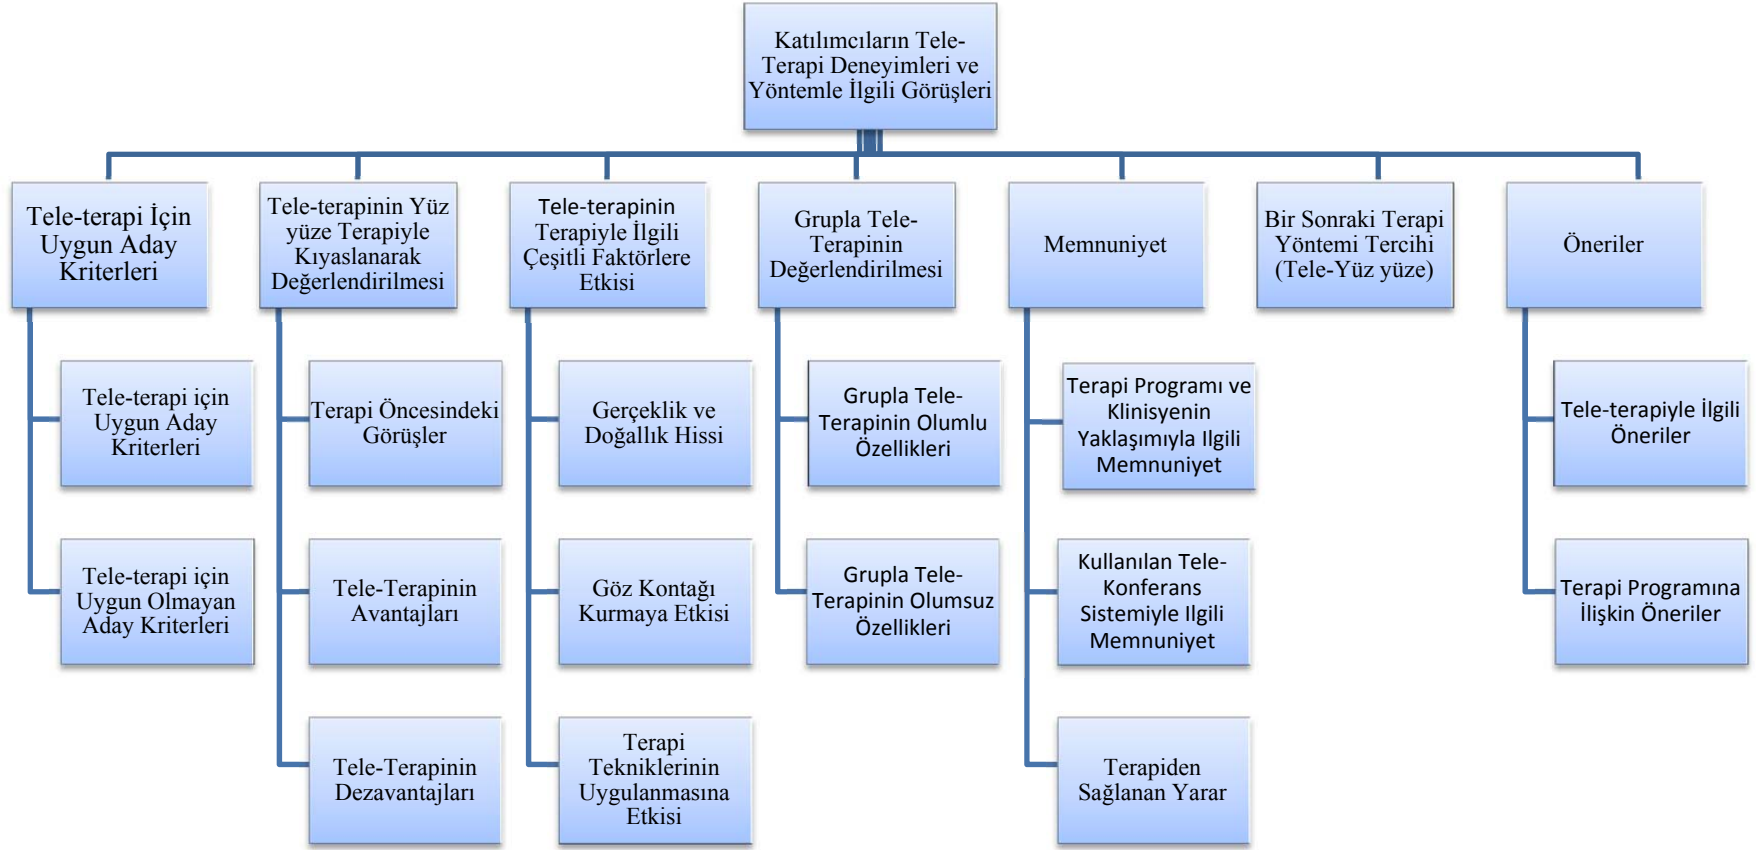 Katılımcıların Tele-
Terapi Deneyimleri ve
Yöntemle İlgili Görüşleri
Tele-terapi İçin
Uygun Aday
Kriterleri
Tele-terapi için
Uygun Aday
Kriterleri
Tele-terapi için
Uygun Olmayan
Aday Kriterleri
Tele-terapinin Yüz
yüze Terapiyle
Kıyaslanarak
Değerlendirilmesi
Terapi Öncesindeki
Görüşler
Tele-Terapinin
Avantajları
Tele-Terapinin
Dezavantajları
Tele-terapinin
Terapiyle İlgili
Çeşitli Faktörlere
Etkisi
Gerçeklik ve
Doğallık Hissi
Göz Kontağı
Kurmaya Etkisi
Terapi
Tekniklerinin
Uygulanmasına
Etkisi
Grupla Tele-
Terapinin
Değerlendirilmesi
Grupla Tele-
Terapinin Olumlu
Özellikleri
Grupla Tele-
Terapinin Olumsuz
Özellikleri
Memnuniyet
Terapi Programı ve
Klinisyenin
Yaklaşımıyla Ilgili
Memnuniyet
Kullanılan Tele-
Konferans
Sistemiyle Ilgili
Memnuniyet
Terapiden
Sağlanan Yarar
Bir Sonraki Terapi
Yöntemi Tercihi
(Tele-Yüz yüze)
Öneriler
Tele-terapiyle İlgili
Öneriler
Terapi Programına
İlişkin Öneriler